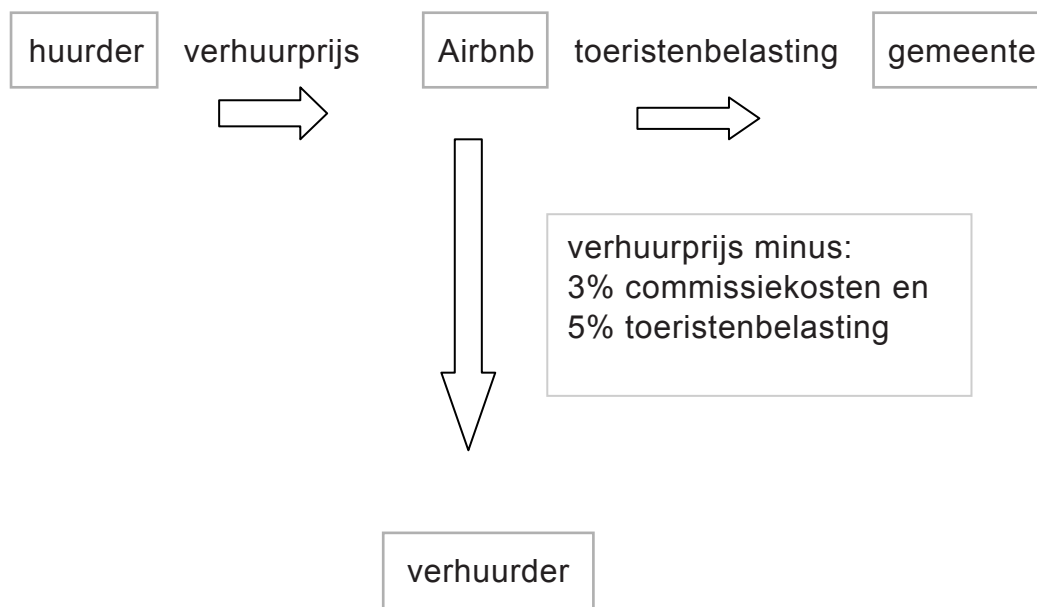 huurder verhuurprijs Airbnb toeristenbelasting gemeente
verhuurprijs minus:
3% commissiekosten en
5% toeristenbelasting
verhuurder